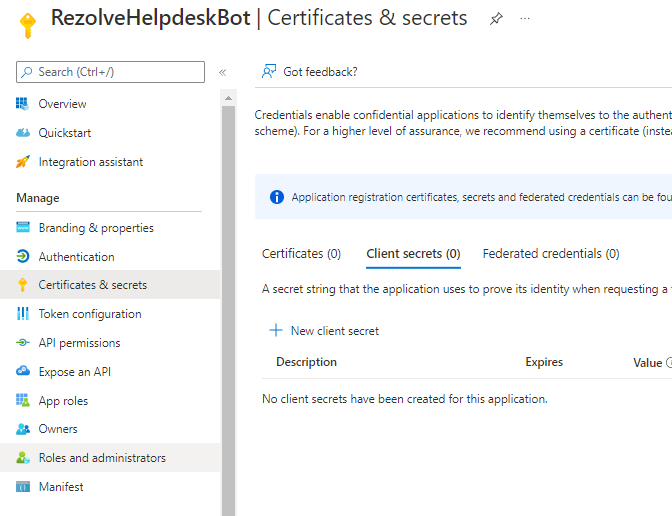 RezolveHelpdeskBot | Certificates & secrets
Search (Ctrl+/)
Overview
Quickstart
Integration assistant
Manage
Branding & properties
Authentication
Certificates & secrets
Token configuration
API permissions
Expose an API
App roles
Owners
Roles and administrators
Manifest
Got feedback?
Credentials enable confidential applications to identify themselves to the authent
scheme). For a higher level of assurance, we recommend using a certificate (instea
Application registration certificates, secrets and federated credentials can be fou
Certificates (0) Client secrets (0) Federated credentials (0)
A secret string that the application uses to prove its identity when requesting a
New client secret
Description Expires Value
No client secrets have been created for this application.